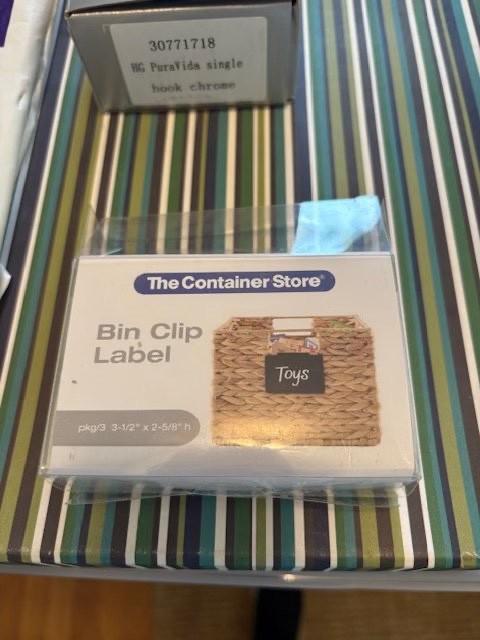 30771718
HG PuraVida single
hook chrome
The Container Store®
Bin Clip
Label
Toys
pkg/3 3-1/2" x 2-5/8" h